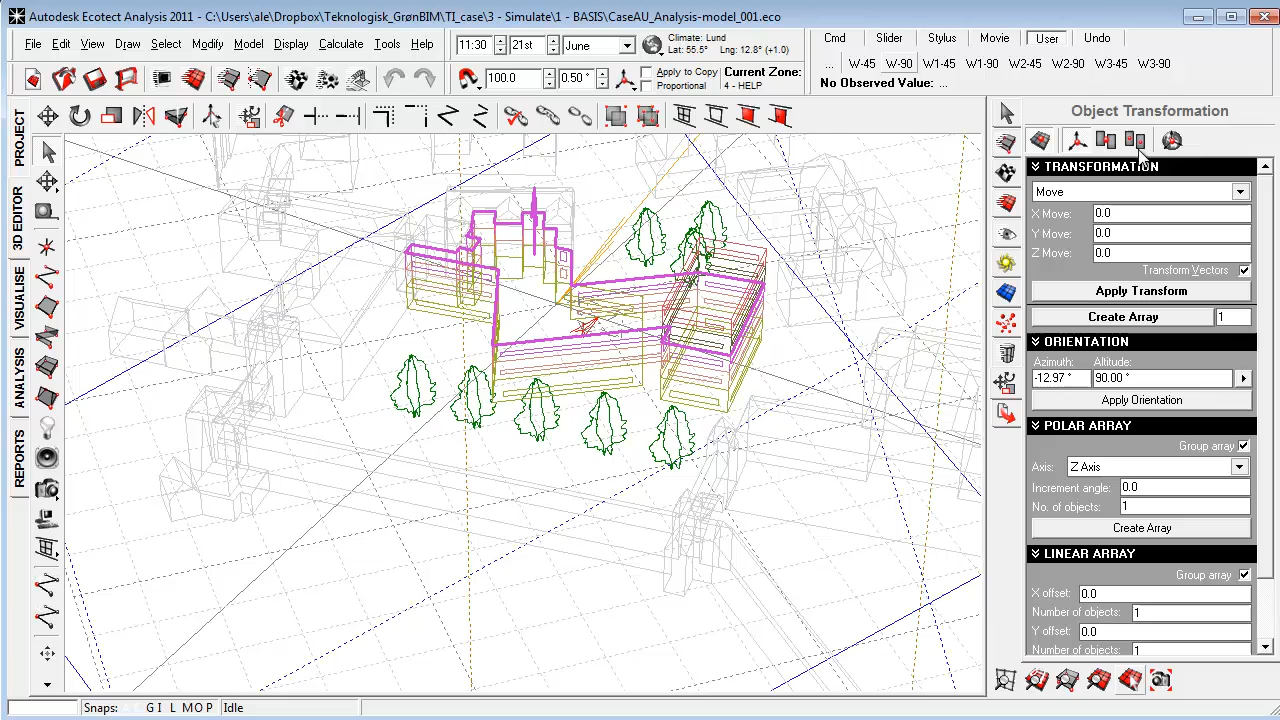 Autodesk Ecotect Analysis 2011 - C:\Users\ale\Dropbox\Teknologisk_GrønBIM\TI_case\3 - Simulate\1 - BASIS\CaseAU_Analysis-model_001.eco
File Edit View Draw Select Modify Model Display Calculate Tools Help
11:30 21st June
Climate: Lund
Lat: 55.5° Lng: 12.8° (+1.0)
Cmd Slider Stylus Movie User Undo
... W-45 W-90 W1-45 W1-90 W2-45 W2-90 W3-45 W3-90
No Observed Value: ...
100.0 0.50 °
Apply to Copy
Proportional
Current Zone:
4 - HELP
PROJECT
3D EDITOR
VISUALISE
ANALYSIS
REPORTS
Object Transformation
TRANSFORMATION
Move
X Move: 0.0
Y Move: 0.0
Z Move: 0.0
Transform Vectors
Apply Transform
Create Array 1
ORIENTATION
Azimuth: Altitude:
-12.97 ° 90.00 °
Apply Orientation
POLAR ARRAY
Group array
Axis: Z Axis
Increment angle: 0.0
No. of objects: 1
Create Array
LINEAR ARRAY
Group array
X offset: 0.0
Number of objects: 1
Y offset: 0.0
Number of objects: 1
Snaps: G I L M O P Idle